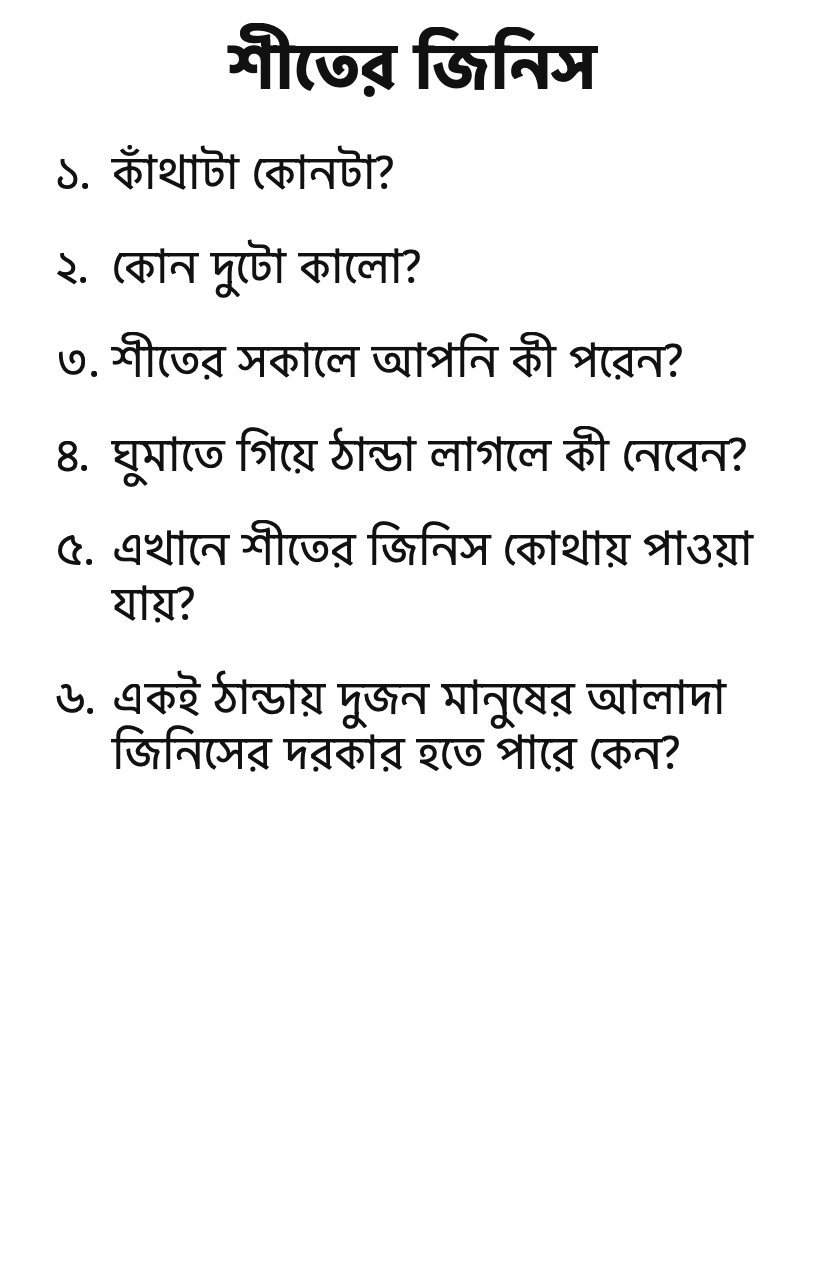 শীতের জিনিস
১. কাঁথাটা কোনটা?
২. কোন দুটো কালো?
৩. শীতের সকালে আপনি কী পরেন?
৪. ঘুমাতে গিয়ে ঠান্ডা লাগলে কী নেবেন?
৫. এখানে শীতের জিনিস কোথায় পাওয়া
যায়?
৬. একই ঠান্ডায় দুজন মানুষের আলাদা
জিনিসের দরকার হতে পারে কেন?